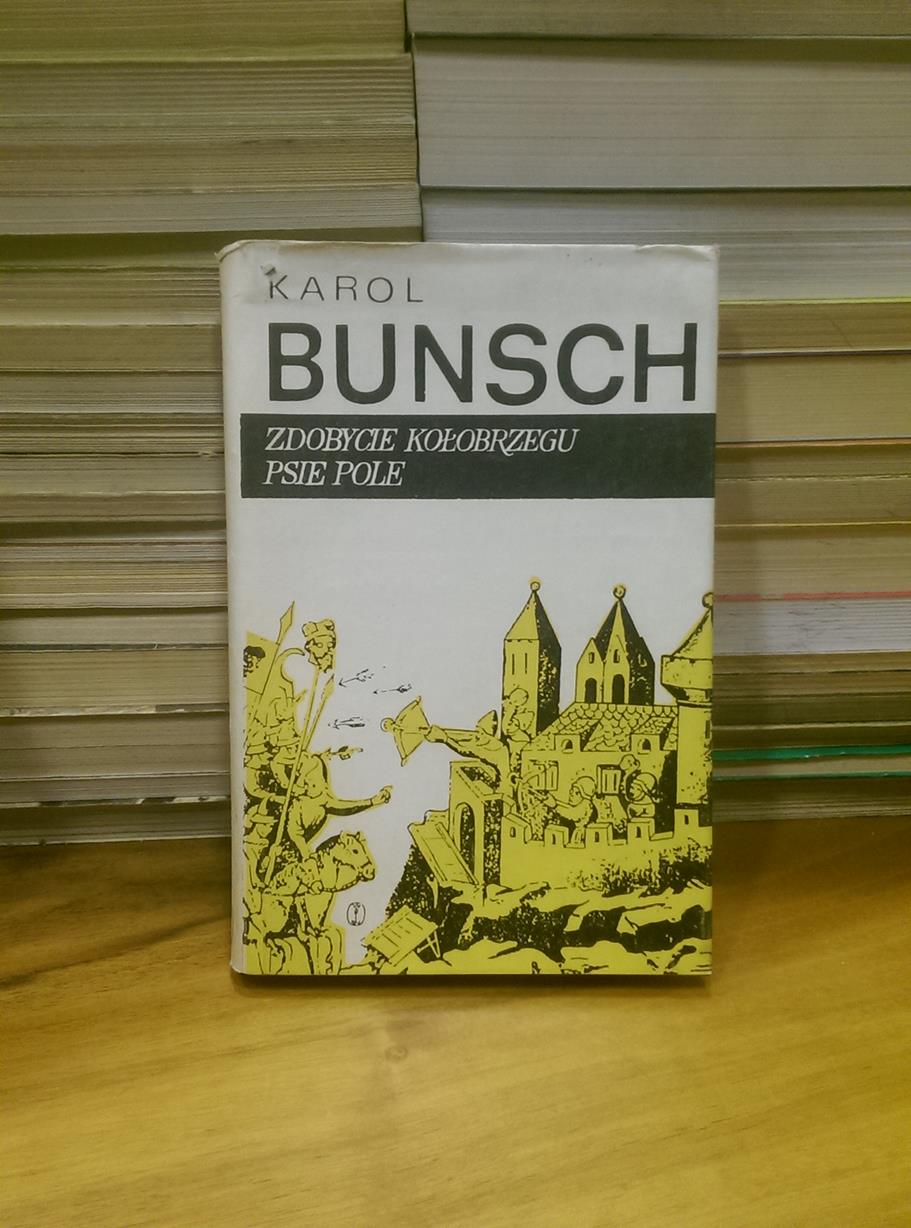 KAROL
BUNSCH
ZDOBYCIE KOŁOBRZEGU
PSIE POLE